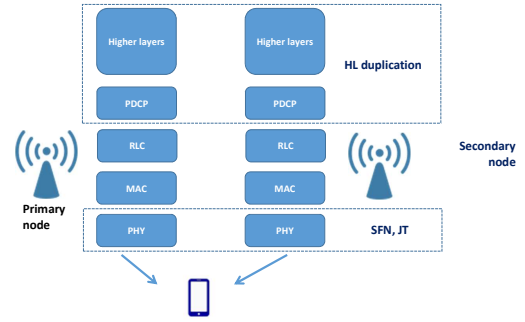 Higher layers
Higher layers
HL duplication
PDCP
PDCP
RLC
RLC
Secondary
node
MAC
MAC
Primary
node
PHY
PHY
SFN, JT